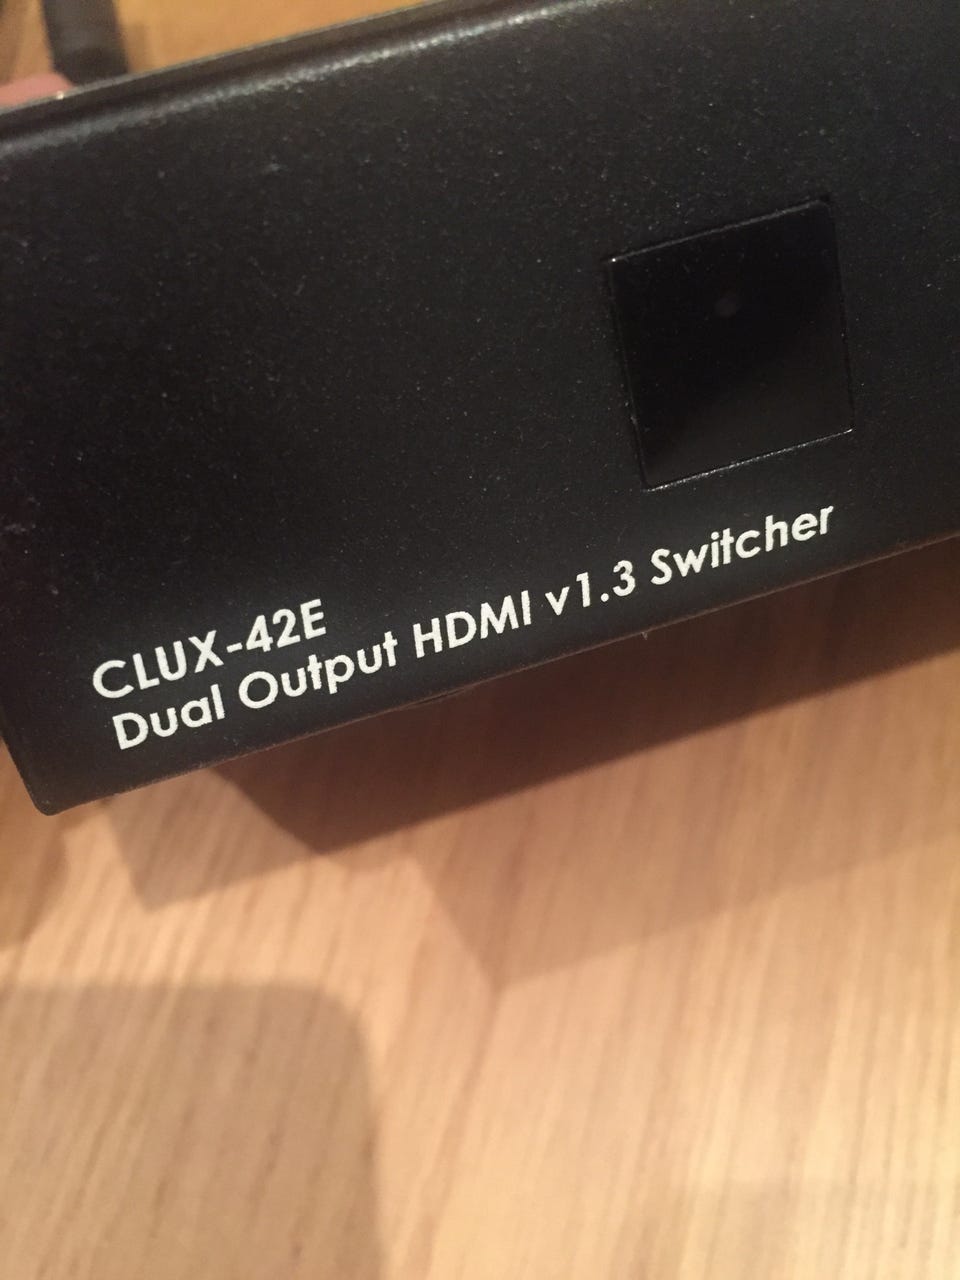 CLUX-42E
Dual Output HDMI v1.3 Switcher